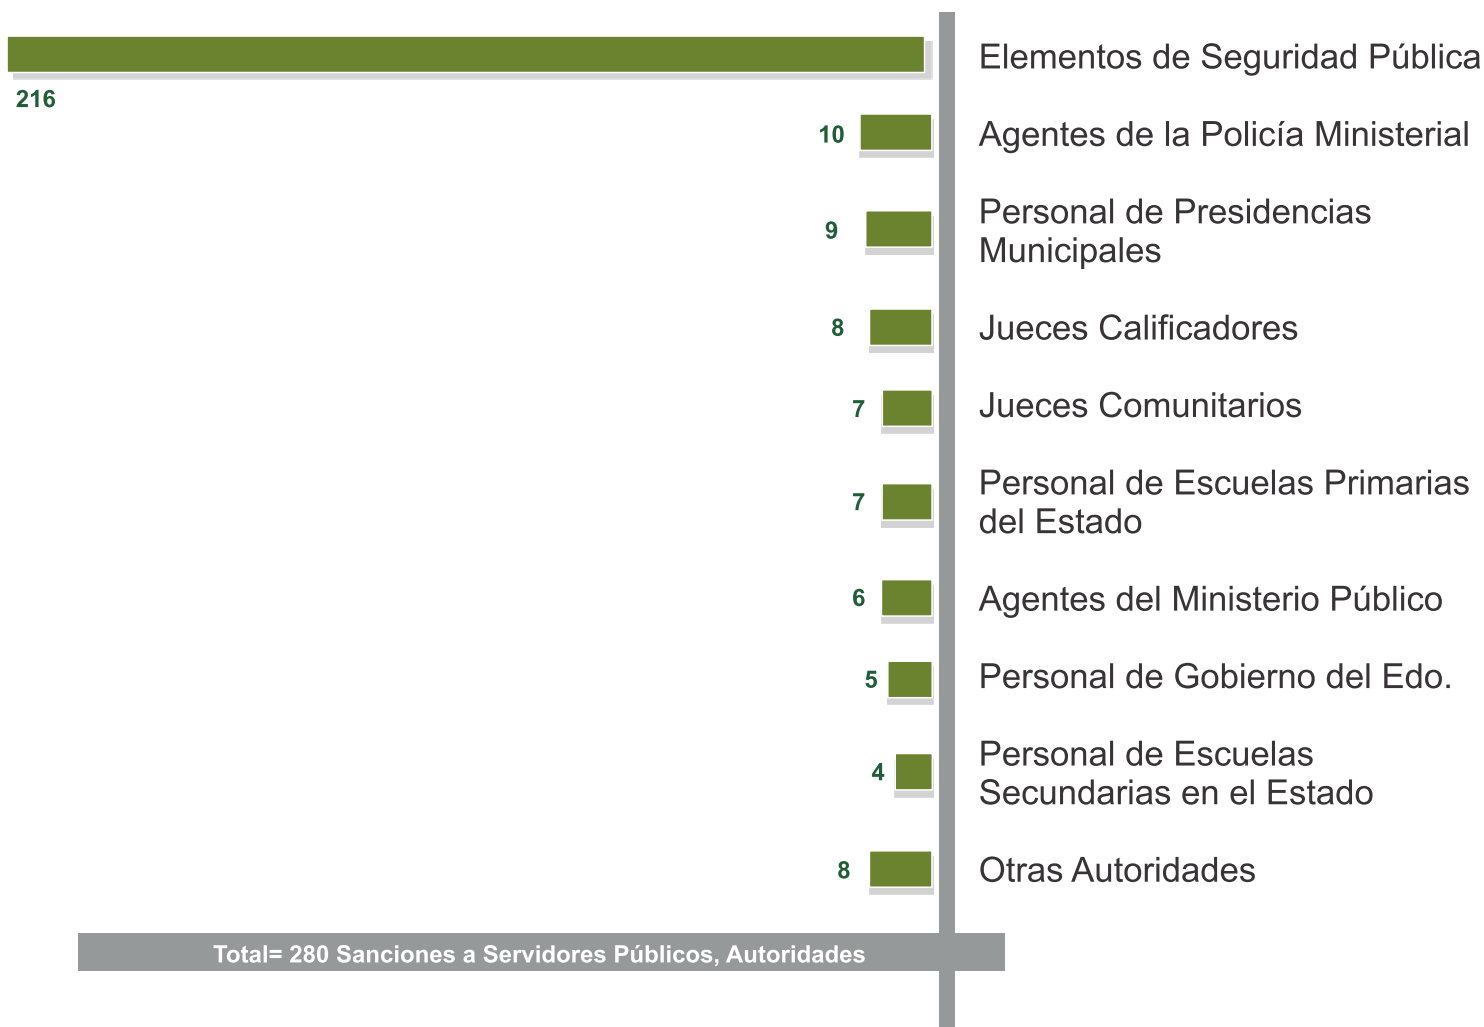 Elementos de Seguridad Pública
216
10
Agentes de la Policía Ministerial
9
Personal de Presidencias
Municipales
8
Jueces Calificadores
7
Jueces Comunitarios
7
Personal de Escuelas Primarias
del Estado
6
Agentes del Ministerio Público
5
Personal de Gobierno del Edo.
4
Personal de Escuelas
Secundarias en el Estado
8
Otras Autoridades
Total= 280 Sanciones a Servidores Públicos, Autoridades